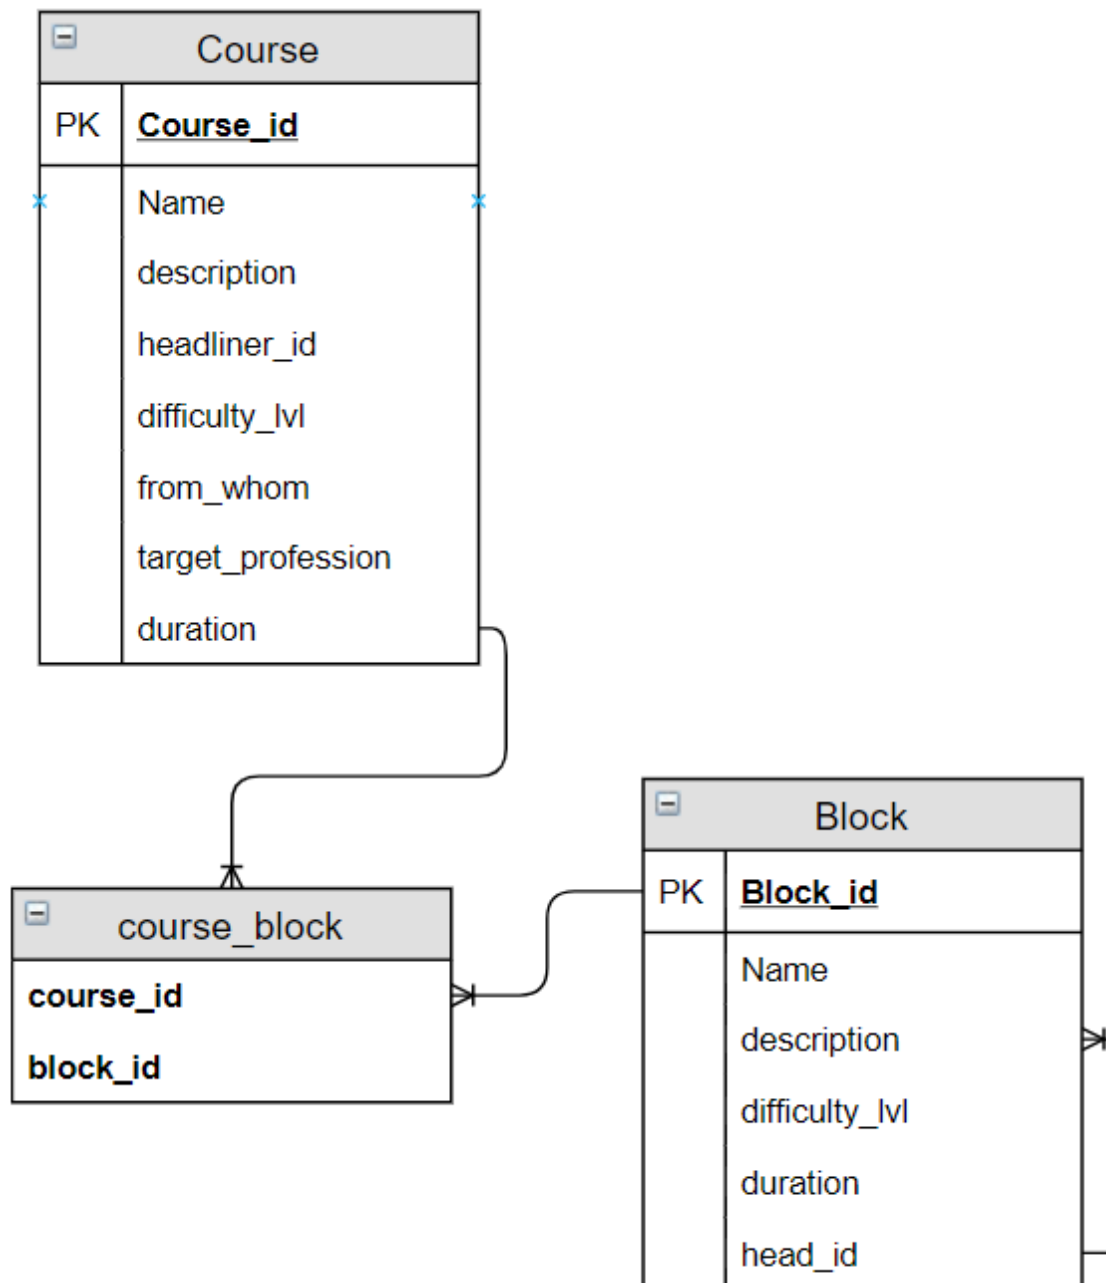 Course
PK Course_id
Name
description
headliner_id
difficulty_lvl
from_whom
target_profession
duration
course_block
course_id
block_id
Block
PK Block_id
Name
description
difficulty_lvl
duration
head_id